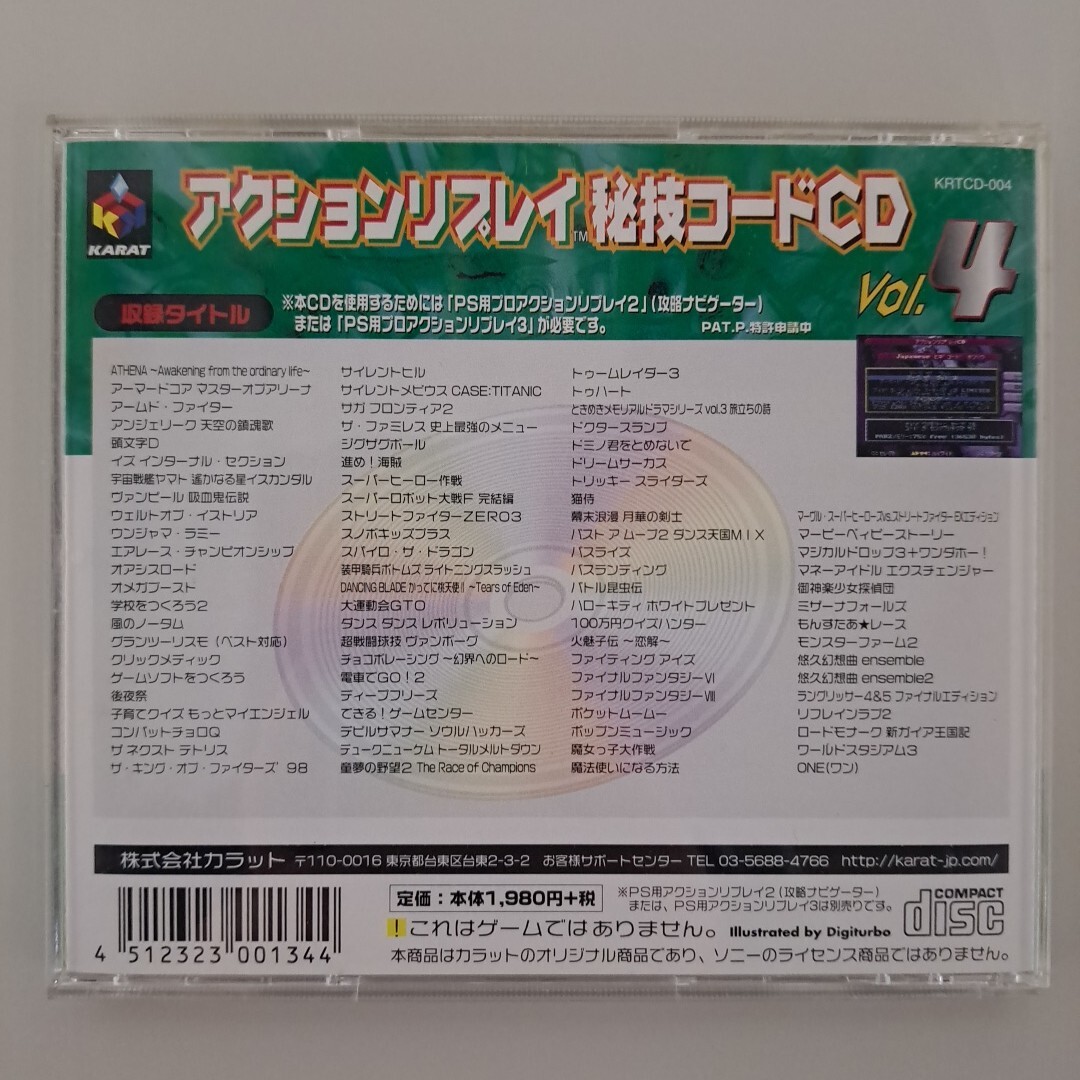 KARAT
アクションリプレイ™秘技コードCD
KRTCD-004
Vol.4
収録タイトル
※本CDを使用するためには「PS用プロアクションリプレイ2」(攻略ナビゲーター)
または「PS用プロアクションリプレイ3」が必要です。
PAT.P.特許申請中
ATHENA ~Awakening from the ordinary life~
アーマードコア マスターオブアリーナ
アームド・ファイター
アンジェリーク 天空の鎮魂歌
頭文字D
イズ インターナル・セクション
宇宙戦艦ヤマト 遙かなる星イスカンダル
ヴァンピール 吸血鬼伝説
ウェルトオブ・イストリア
ウンジャマ・ラミー
エアレース・チャンピオンシップ
オアシスロード
オメガブースト
学校をつくろう2
風のノータム
グランツーリスモ(ベスト対応)
クリックメディック
ゲームソフトをつくろう
後夜祭
子育てクイズ もっとマイエンジェル
コンバットチョロQ
ザ ネクスト テトリス
ザ・キング・オブ・ファイターズ'98
サイレントヒル
サイレントメビウス CASE:TITANIC
サガ フロンティア2
ザ・ファミレス 史上最強のメニュー
ジグザグボール
進め!海賊
スーパーヒーロー作戦
スーパーロボット大戦F 完結編
ストリートファイターZERO3
スノボキッズプラス
スパイロ・ザ・ドラゴン
装甲騎兵ボトムズ ライトニングスラッシュ
DANCING BLADE かってに桃天使II ~Tears of Eden~
大運動会GTO
ダンス ダンス レボリューション
超戦闘球技 ヴァンボーグ
チョコボレーシング ~幻界へのロード~
電車でGO!2
ディープフリーズ
できる!ゲームセンター
デビルサマナー ソウルハッカーズ
デュークニューケム トータルメルトダウン
童夢の野望2 The Race of Champions
トゥームレイダー3
トゥハート
ときめきメモリアルドラマシリーズ vol.3 旅立ちの詩
ドクタースランプ
ドミノ君をとめないで
ドリームサーカス
トリッキー スライダーズ
猫侍
幕末浪漫 月華の剣士
バスト ア ムーブ2 ダンス天国MIX
バスライズ
バスランディング
バトル昆虫伝
ハローキティ ホワイトプレゼント
100万円クイズハンター
火魅子伝 ~恋解~
ファイティング アイズ
ファイナルファンタジーVI
ファイナルファンタジーVIII
ポケットムームー
ポップンミュージック
魔女っ子大作戦
魔法使いになる方法
マーヴル・スーパーヒーローズvs.ストリートファイター EXエディション
マーピーベィビーストーリー
マジカルドロップ3+ワンダホー!
マネーアイドル エクスチェンジャー
御神楽少女探偵団
ミザーナフォールズ
もんすたあ★レース
モンスターファーム2
悠久幻想曲 ensemble
悠久幻想曲 ensemble2
ラングリッサー4&5 ファイナルエディション
リフレインラブ2
ロードモナーク 新ガイア王国記
ワールドスタジアム3
ONE(ワン)
株式会社カラット 〒110-0016 東京都台東区台東2-3-2 お客様サポートセンター TEL 03-5688-4766 http://karat-jp.com/
4 512323 001344
定価:本体1,980円+税
※PS用アクションリプレイ2(攻略ナビゲーター)
または、PS用アクションリプレイ3は別売りです。
!これはゲームではありません。
Illustrated by Digiturbo
COMPACT
disc
本商品はカラットのオリジナル商品であり、ソニーのライセンス商品ではありません。